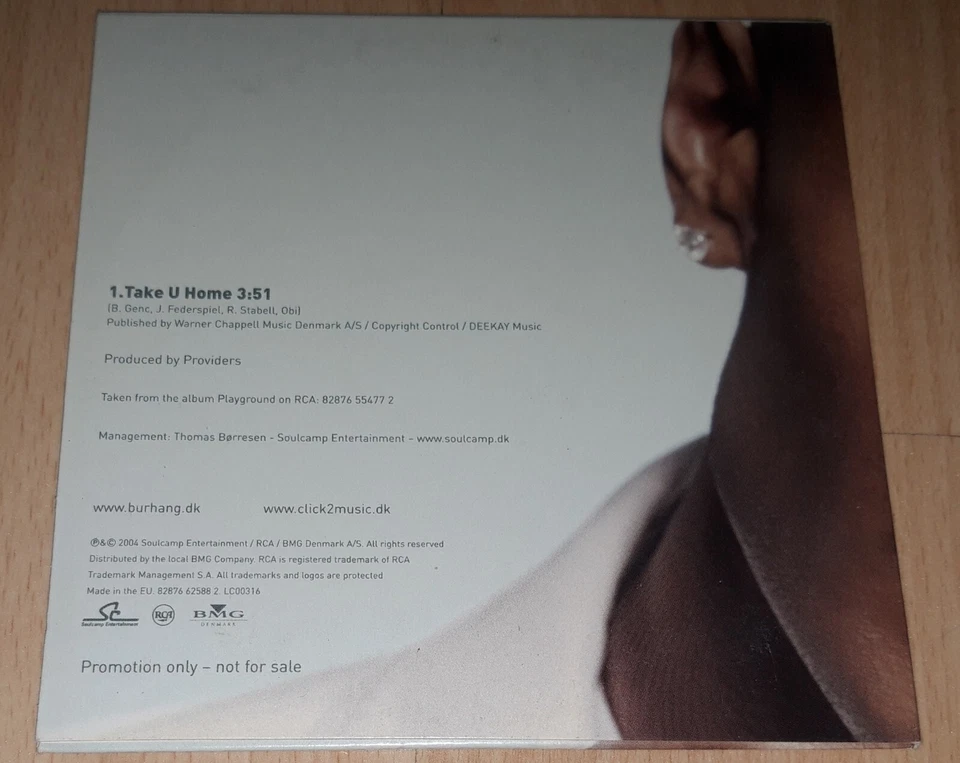 1.Take U Home 3:51
(B. Genc, J. Federspiel, R. Stabell, Obi)
Published by Warner Chappell Music Denmark A/S / Copyright Control / DEEKAY Music
Produced by Providers
Taken from the album Playground on RCA: 82876 55477 2
Management: Thomas Børresen - Soulcamp Entertainment – www.soulcamp.dk
www.burhang.dk www.click2music.dk
℗&© 2004 Soulcamp Entertainment / RCA / BMG Denmark A/S. All rights reserved
Distributed by the local BMG Company. RCA is registered trademark of RCA
Trademark Management S.A. All trademarks and logos are protected
Made in the EU. 82876 62588 2. LC00316
SC Soulcamp Entertainment RCA BMG DENMARK
Promotion only – not for sale